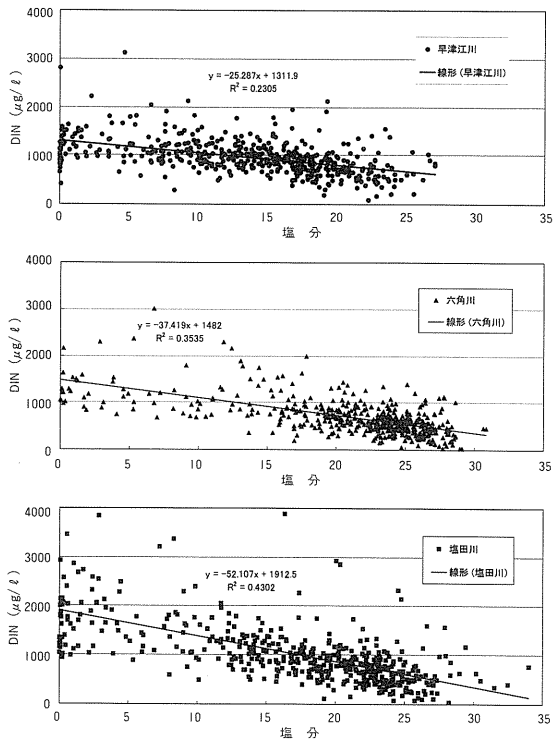 4000
3000
2000
1000
0
DIN (μg/ℓ)
y = -25.287x + 1311.9
R² = 0.2305
早津江川
線形(早津江川)
0 5 10 15 20 25 30 35
塩 分
4000
3000
2000
1000
0
DIN (μg/ℓ)
y = -37.419x + 1482
R² = 0.3535
六角川
線形(六角川)
0 5 10 15 20 25 30 35
塩 分
4000
3000
2000
1000
0
DIN (μg/ℓ)
y = -52.107x + 1912.5
R² = 0.4302
塩田川
線形(塩田川)
0 5 10 15 20 25 30 35
塩 分